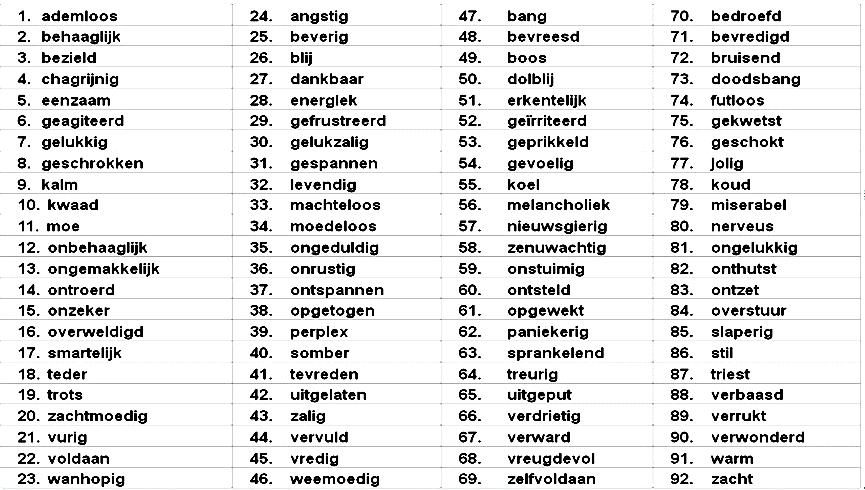 1. ademloos 24. angstig 47. bang 70. bedroefd
2. behaaglijk 25. beverig 48. bevreesd 71. bevredigd
3. bezield 26. blij 49. boos 72. bruisend
4. chagrijnig 27. dankbaar 50. dolblij 73. doodsbang
5. eenzaam 28. energiek 51. erkentelijk 74. futloos
6. geagiteerd 29. gefrustreerd 52. geïrriteerd 75. gekwetst
7. gelukkig 30. gelukzalig 53. geprikkeld 76. geschokt
8. geschrokken 31. gespannen 54. gevoelig 77. jolig
9. kalm 32. levendig 55. koel 78. koud
10. kwaad 33. machteloos 56. melancholiek 79. miserabel
11. moe 34. moedeloos 57. nieuwsgierig 80. nerveus
12. onbehaaglijk 35. ongeduldig 58. zenuwachtig 81. ongelukkig
13. ongemakkelijk 36. onrustig 59. onstuimig 82. onthutst
14. ontroerd 37. ontspannen 60. ontsteld 83. ontzet
15. onzeker 38. opgetogen 61. opgewekt 84. overstuur
16. overweldigd 39. perplex 62. paniekerig 85. slaperig
17. smartelijk 40. somber 63. sprankelend 86. stil
18. teder 41. tevreden 64. treurig 87. triest
19. trots 42. uitgelaten 65. uitgeput 88. verbaasd
20. zachtmoedig 43. zalig 66. verdrietig 89. verrukt
21. vurig 44. vervuld 67. verward 90. verwonderd
22. voldaan 45. vredig 68. vreugdevol 91. warm
23. wanhopig 46. weemoedig 69. zelfvoldaan 92. zacht